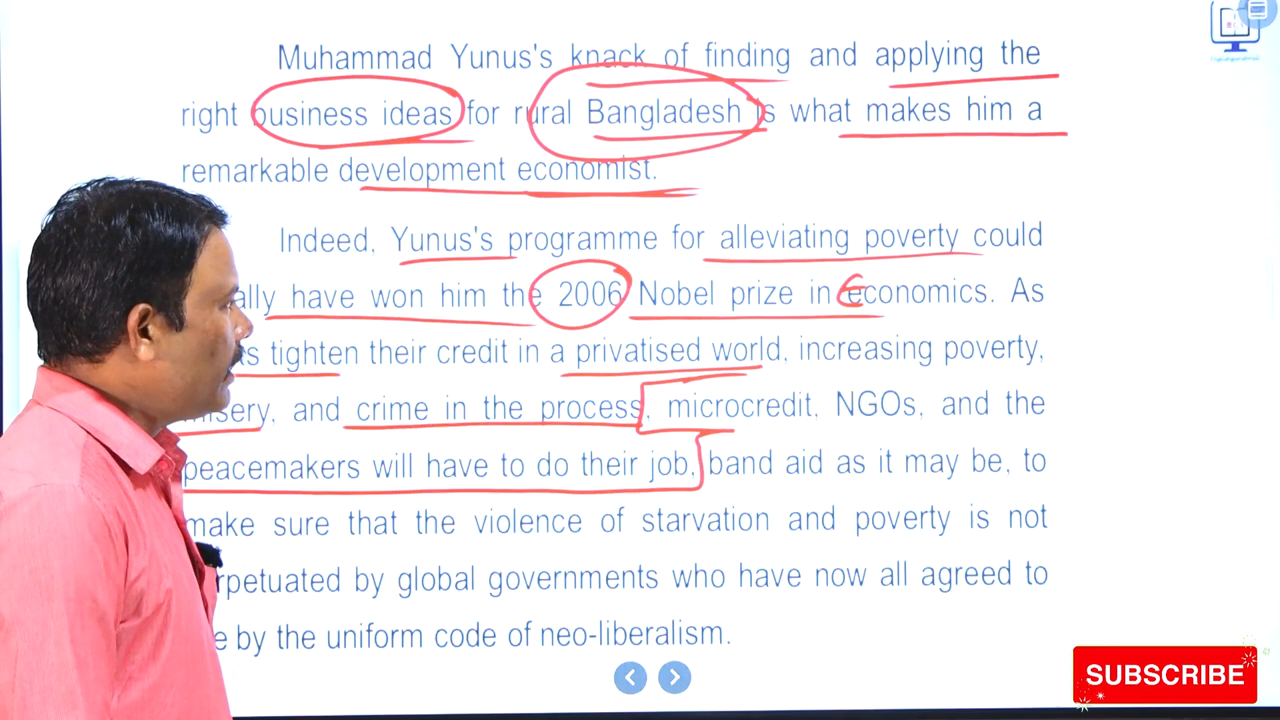 Muhammad Yunus's knack of finding and applying the
right business ideas for rural Bangladesh is what makes him a
remarkable development economist.
Indeed, Yunus's programme for alleviating poverty could
have won him the 2006 Nobel prize in economics. As
tighten their credit in a privatised world, increasing poverty,
and crime in the process, microcredit, NGOs, and the
peacemakers will have to do their job, band aid as it may be, to
make sure that the violence of starvation and poverty is not
by global governments who have now all agreed to
by the uniform code of neo-liberalism.
SUBSCRIBE